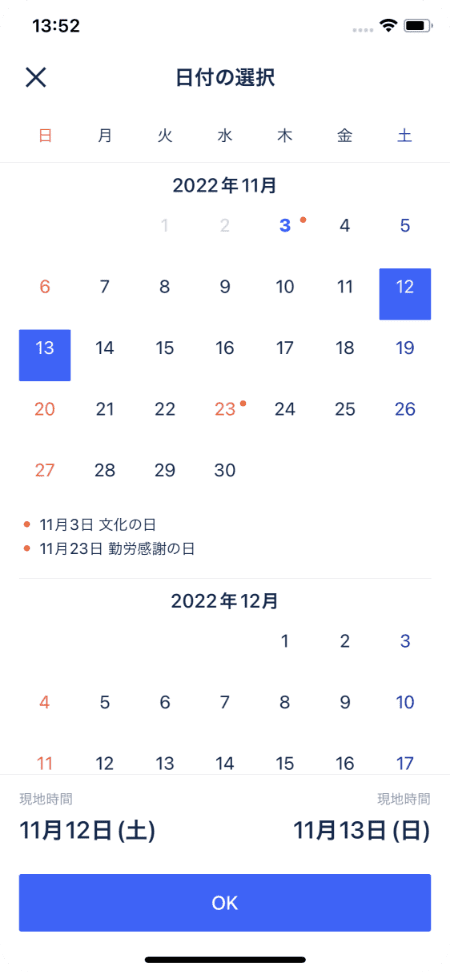 13:52
日付の選択
日 月 火 水 木 金 土
2022年11月
1 2 3 4 5
6 7 8 9 10 11 12
13 14 15 16 17 18 19
20 21 22 23 24 25 26
27 28 29 30
11月3日 文化の日
11月23日 勤労感謝の日
2022年12月
1 2 3
4 5 6 7 8 9 10
11 12 13 14 15 16 17
現地時間 現地時間
11月12日(土) 11月13日(日)
OK